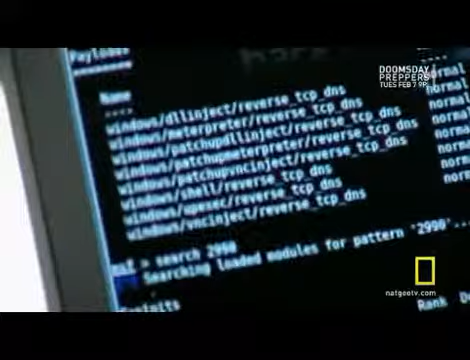 Payloads
DOOMSDAY
PREPPERS
TUES FEB 7 9P
Name
----
normal
windows/dllinject/reverse_tcp_dns
normal
windows/meterpreter/reverse_tcp_dns
normal
windows/patchupdllinject/reverse_tcp_dns
normal
windows/patchupmeterpreter/reverse_tcp_dns
windows/patchupvncinject/reverse_tcp_dns
windows/shell/reverse_tcp_dns
windows/upexec/reverse_tcp_dns
windows/vncinject/reverse_tcp_dns
msf > search 2990
Searching loaded modules for pattern '2990'...
Exploits
Rank
natgeotv.com